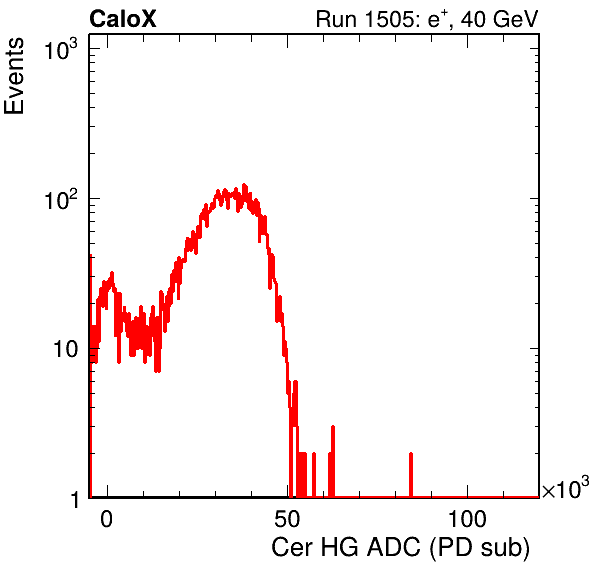 CaloX Run 1505: e⁺, 40 GeV
Events
10³
10²
10
1
0 50 100
×10³
Cer HG ADC (PD sub)